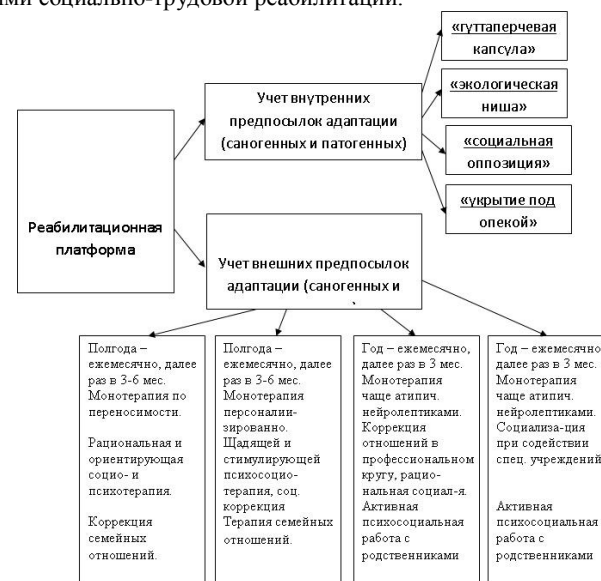 ыми социально-трудовой реабилитации.
«гуттаперчевая
капсула»
Учет внутренних
предпосылок адаптации
(саногенных и патогенных)
«экологическая
ниша»
«социальная
оппозиция»
«укрытие под
опекой»
Реабилитационная
платформа
Учет внешних предпосылок
адаптации (саногенных и
Полгода –
ежемесячно, далее
раз в 3-6 мес.
Монотерапия по
переносимости.
Рациональная и
ориентирующая
социо- и
психотерапия.
Коррекция
семейных
отношений.
Полгода –
ежемесячно, далее
раз в 3-6 мес.
Монотерапия
персонали-
зированно.
Щадящей и
стимулирующей
психосоцио-
терапия, соц.
коррекция
Терапия семейных
отношений.
Год – ежемесячно,
далее раз в 3 мес.
Монотерапия
чаще атипич.
нейролептиками.
Коррекция
отношений в
профессиональном
кругу, рацио-
нальная социал-я.
Активная
психосоциальная
работа с
родственниками
Год – ежемесячно
далее раз в 3 мес.
Монотерапия
чаще атипич.
нейролептиками.
Социализа-ция
при содействии
спец. учреждений
Активная
психосоциальная
работа с
родственниками